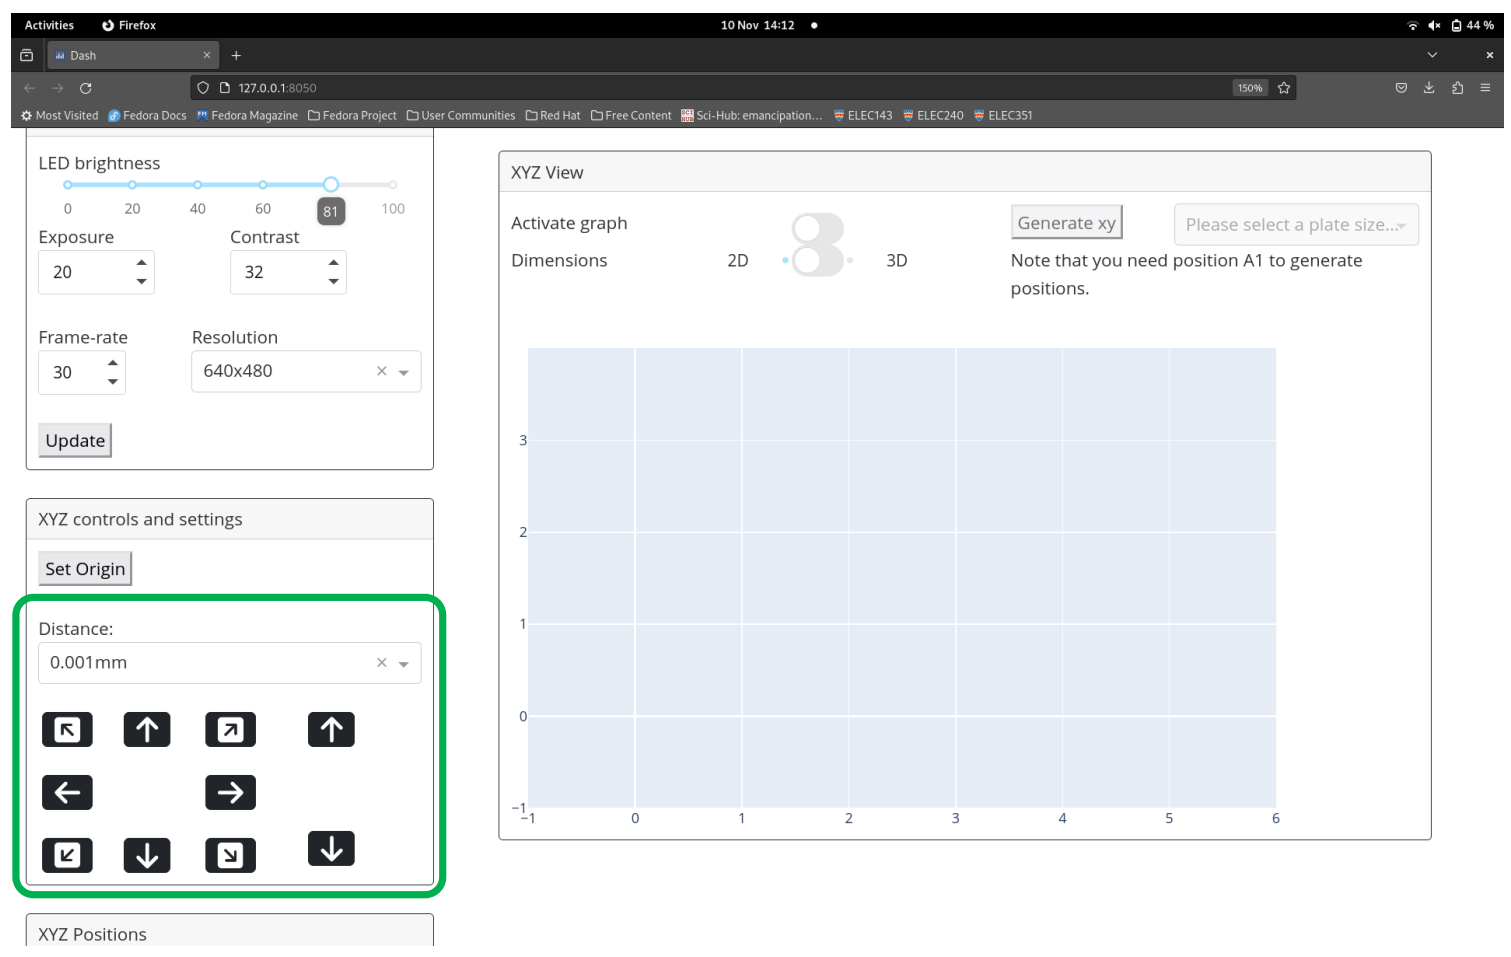 Activities Firefox 10 Nov 14:12 44 %
Dash
127.0.0.1:8050 150%
Most Visited Fedora Docs Fedora Magazine Fedora Project User Communities Red Hat Free Content Sci-Hub: emancipation... ELEC143 ELEC240 ELEC351
LED brightness
0 20 40 60 81 100
Exposure Contrast
20 32
Frame-rate Resolution
30 640x480
Update
XYZ controls and settings
Set Origin
Distance:
0.001mm
XYZ Positions
XYZ View
Activate graph
Generate xy Please select a plate size...
Dimensions 2D 3D
Note that you need position A1 to generate
positions.
3
2
1
0
−1
−1 0 1 2 3 4 5 6